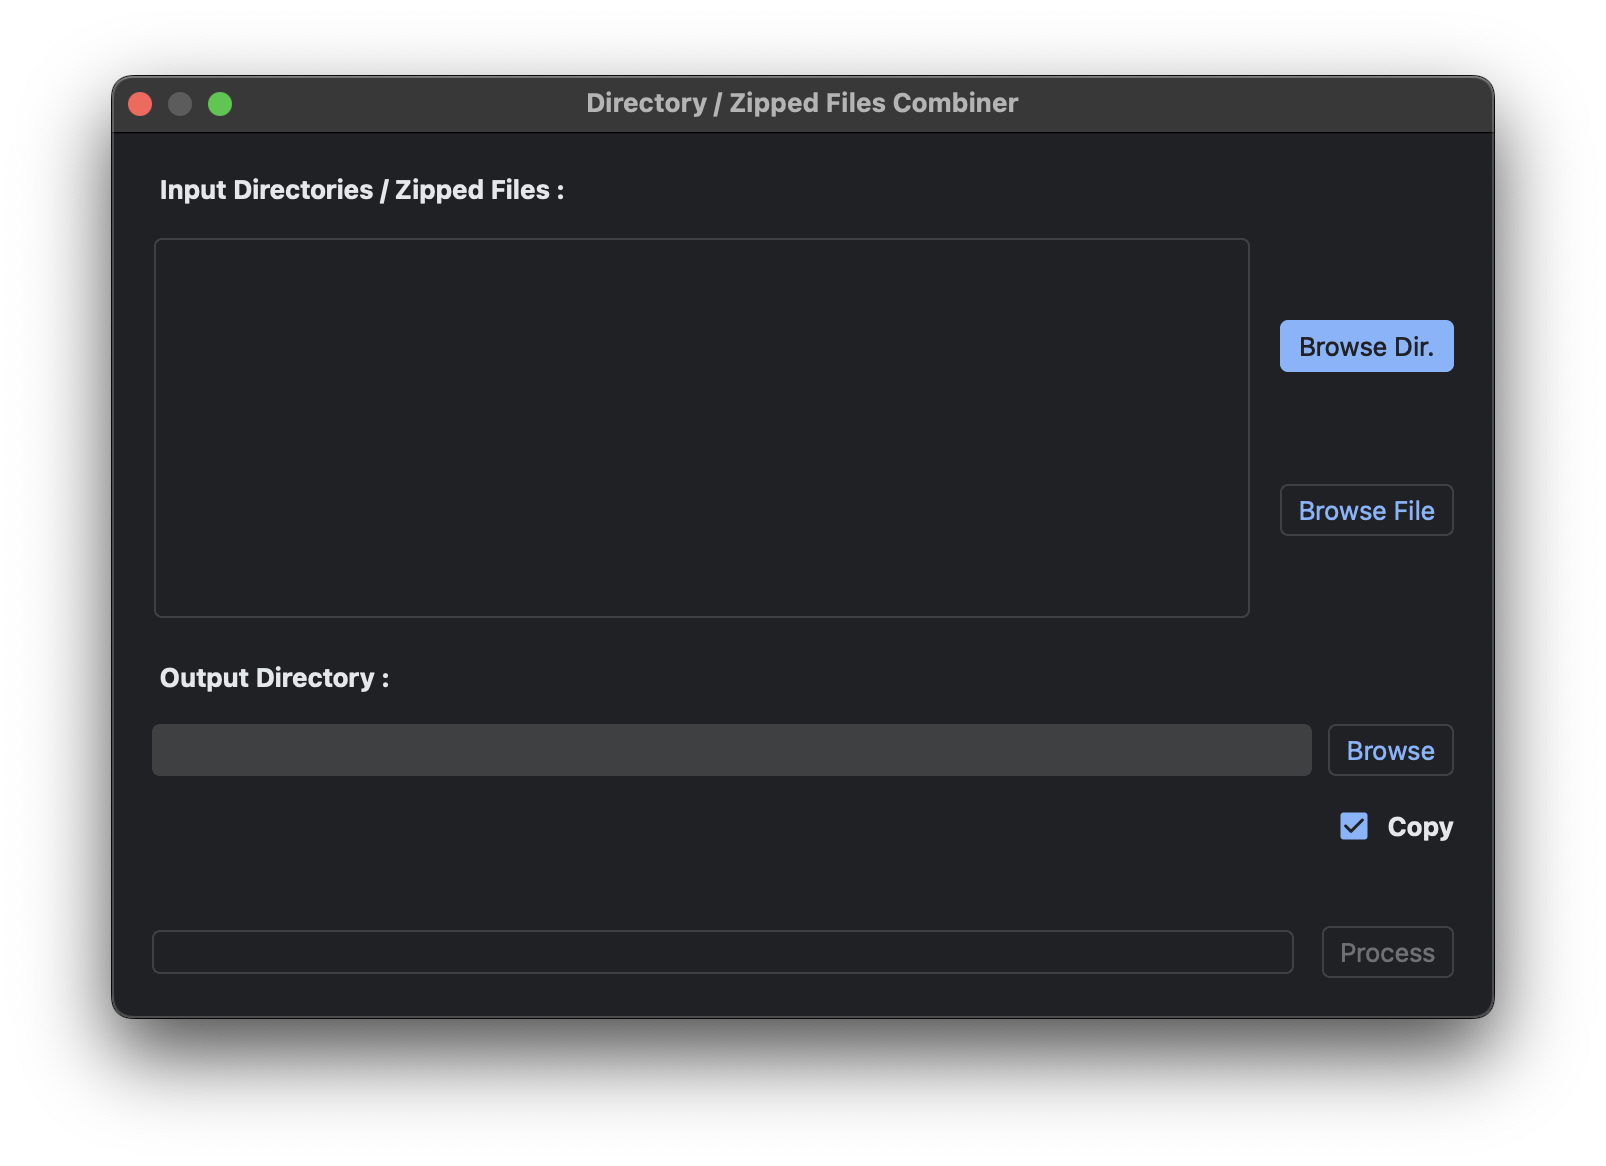 Directory / Zipped Files Combiner
Input Directories / Zipped Files :
Browse Dir.
Browse File
Output Directory :
Browse
Copy
Process